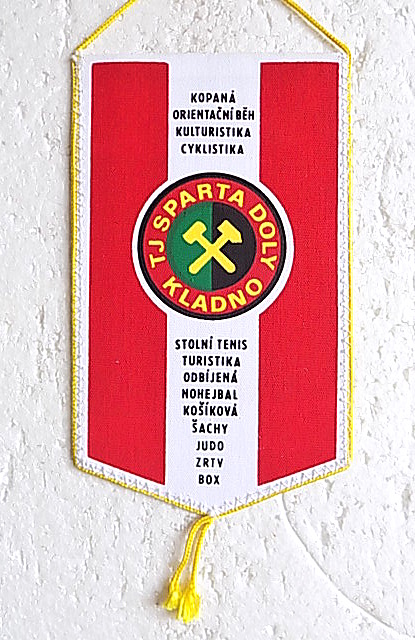 KOPANÁ
ORIENTAČNÍ BĚH
KULTURISTIKA
CYKLISTIKA
TJ SPARTA DOLY
KLADNO
STOLNÍ TENIS
TURISTIKA
ODBÍJENÁ
NOHEJBAL
KOŠÍKOVÁ
ŠACHY
JUDO
ZRTV
BOX